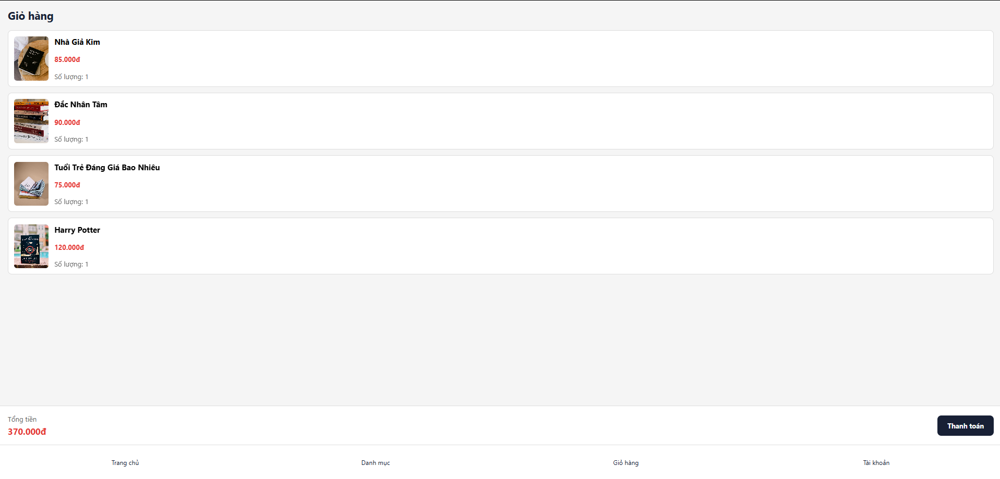 Giỏ hàng
Nhà Giả Kim
85.000đ
Số lượng: 1
Đắc Nhân Tâm
90.000đ
Số lượng: 1
Tuổi Trẻ Đáng Giá Bao Nhiêu
75.000đ
Số lượng: 1
Harry Potter
120.000đ
Số lượng: 1
Tổng tiền
370.000đ
Thanh toán
Trang chủ
Danh mục
Giỏ hàng
Tài khoản